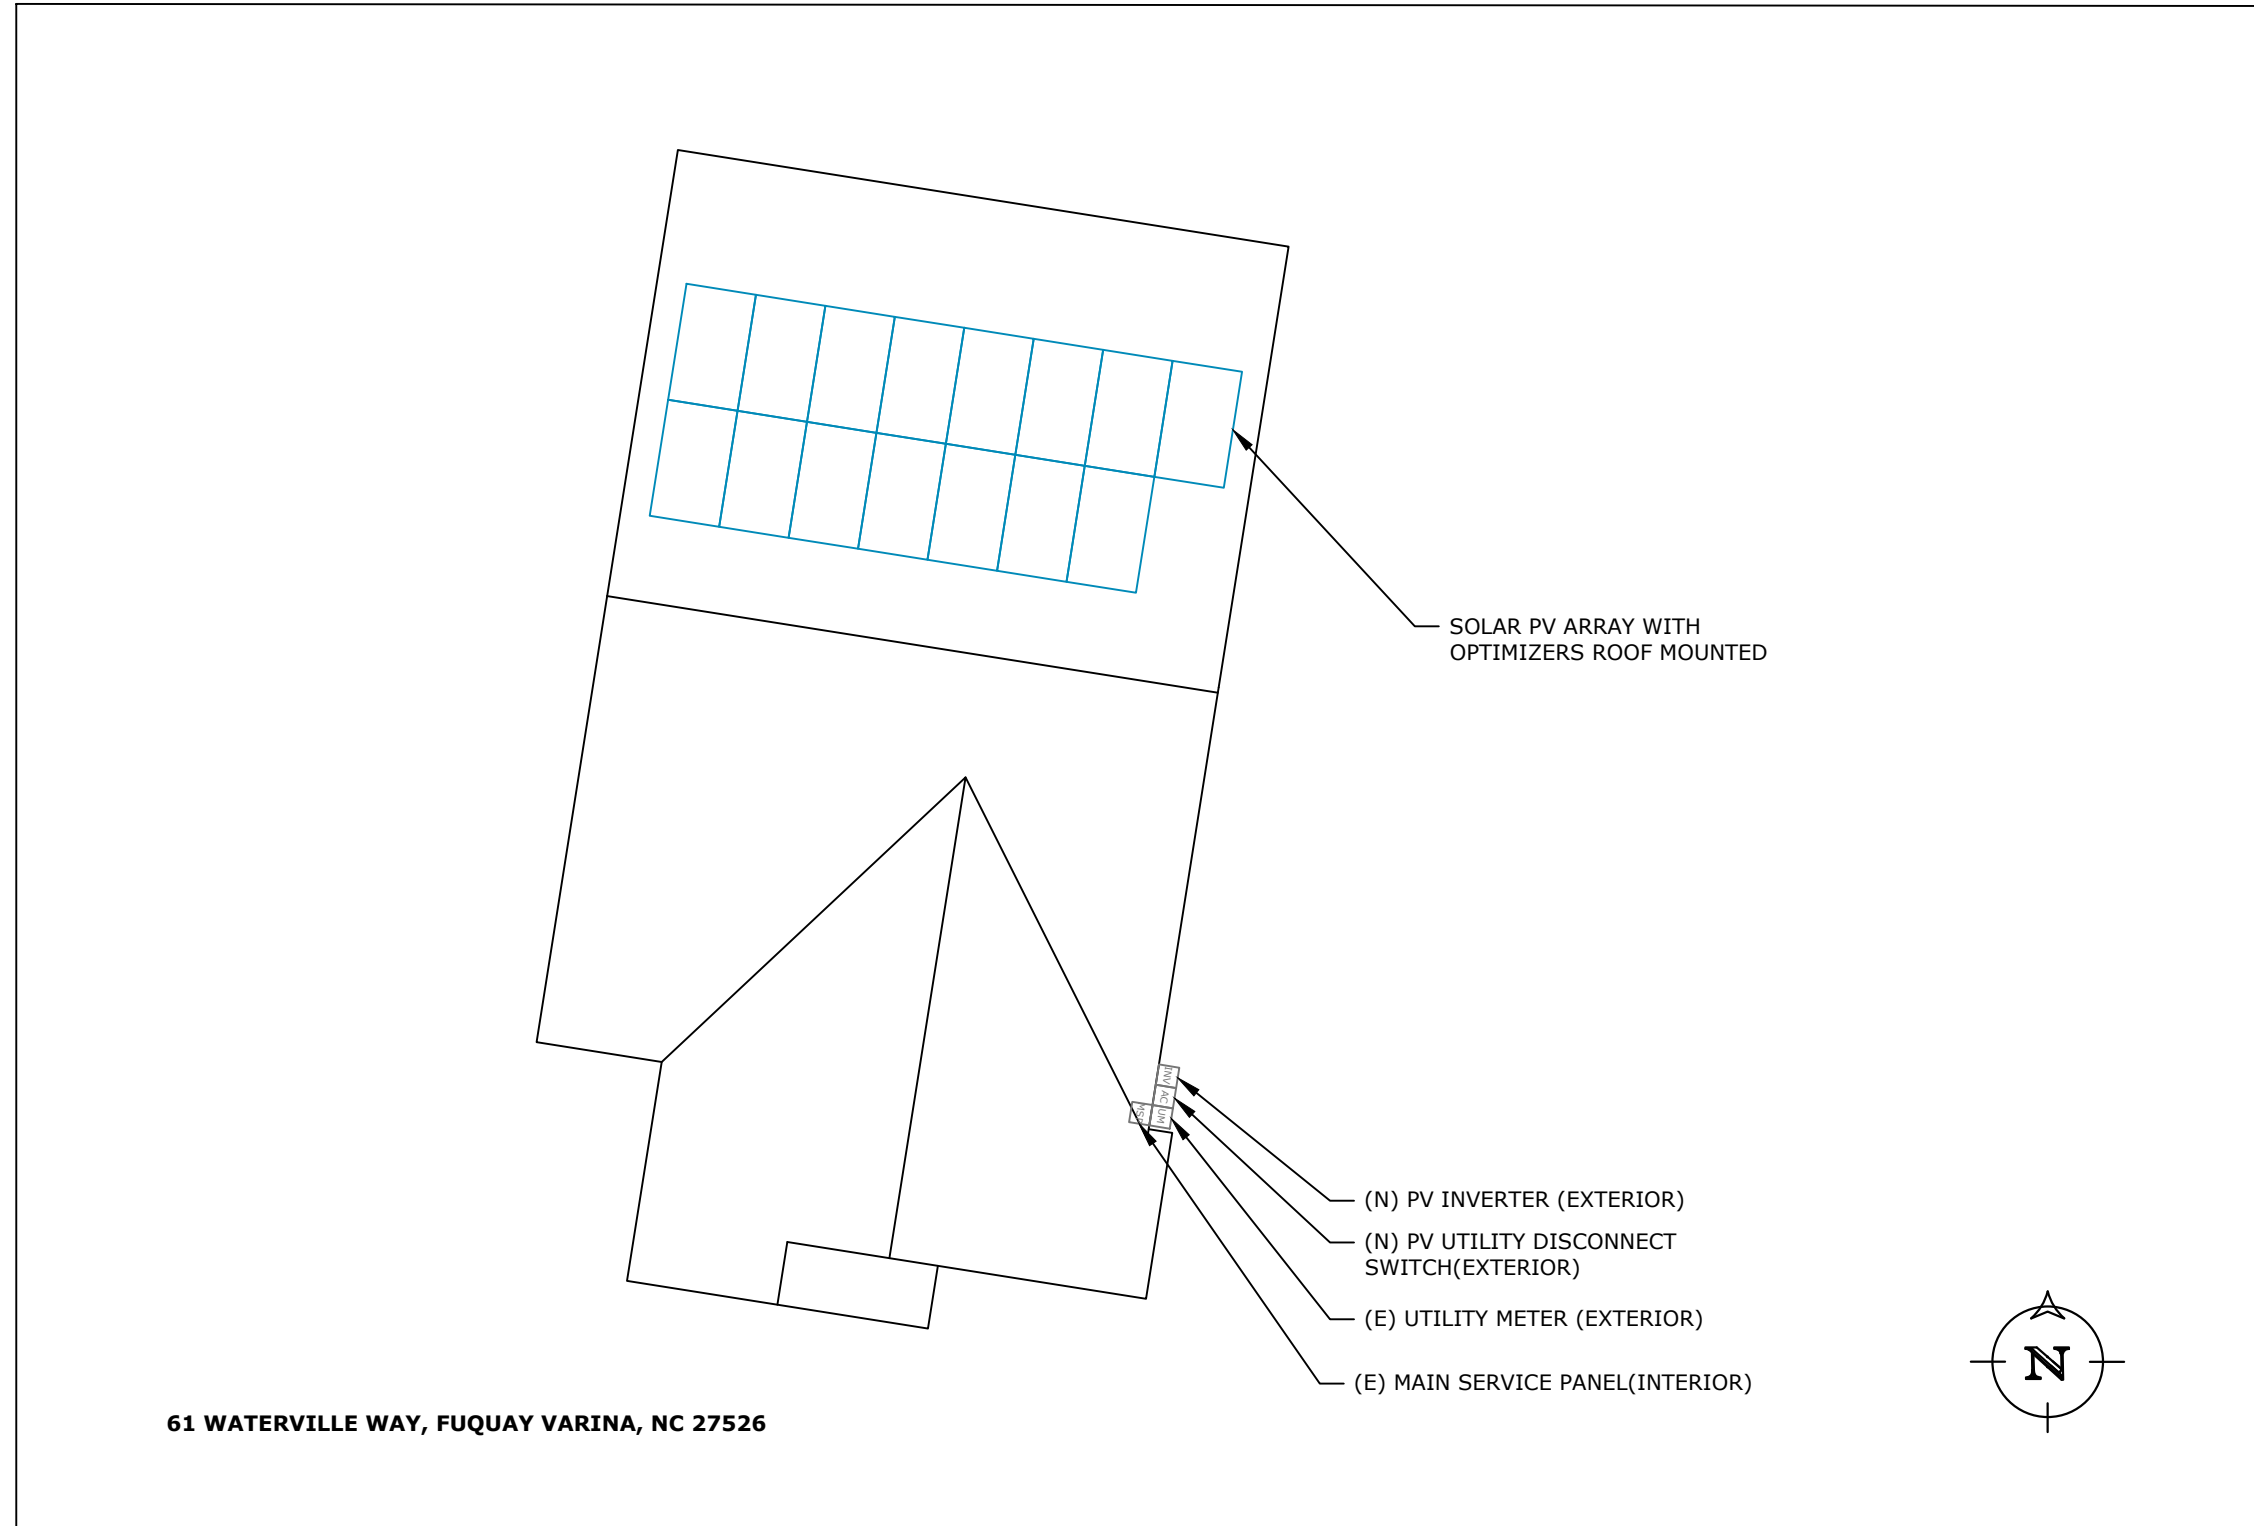 SOLAR PV ARRAY WITH
OPTIMIZERS ROOF MOUNTED
INV
AC
UM
MSP
(N) PV INVERTER (EXTERIOR)
(N) PV UTILITY DISCONNECT
SWITCH(EXTERIOR)
(E) UTILITY METER (EXTERIOR)
(E) MAIN SERVICE PANEL(INTERIOR)
N
61 WATERVILLE WAY, FUQUAY VARINA, NC 27526